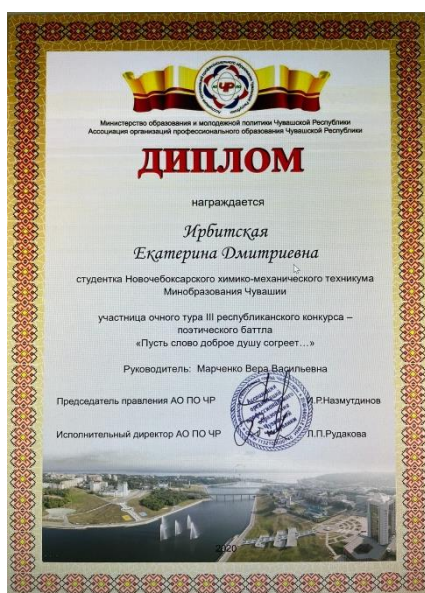 ЧР
Министерство образования и молодежной политики Чувашской Республики
Ассоциация организаций профессионального образования Чувашской Республики
ДИПЛОМ
награждается
Ирбитская
Екатерина Дмитриевна
студентка Новочебоксарского химико-механического техникума
Минобразования Чувашии
участница очного тура III республиканского конкурса –
поэтического баттла
«Пусть слово доброе душу согреет…»
Руководитель: Марченко Вера Васильевна
Председатель правления АО ПО ЧР И.Р.Назмутдинов
Исполнительный директор АО ПО ЧР Л.П.Рудакова
2020